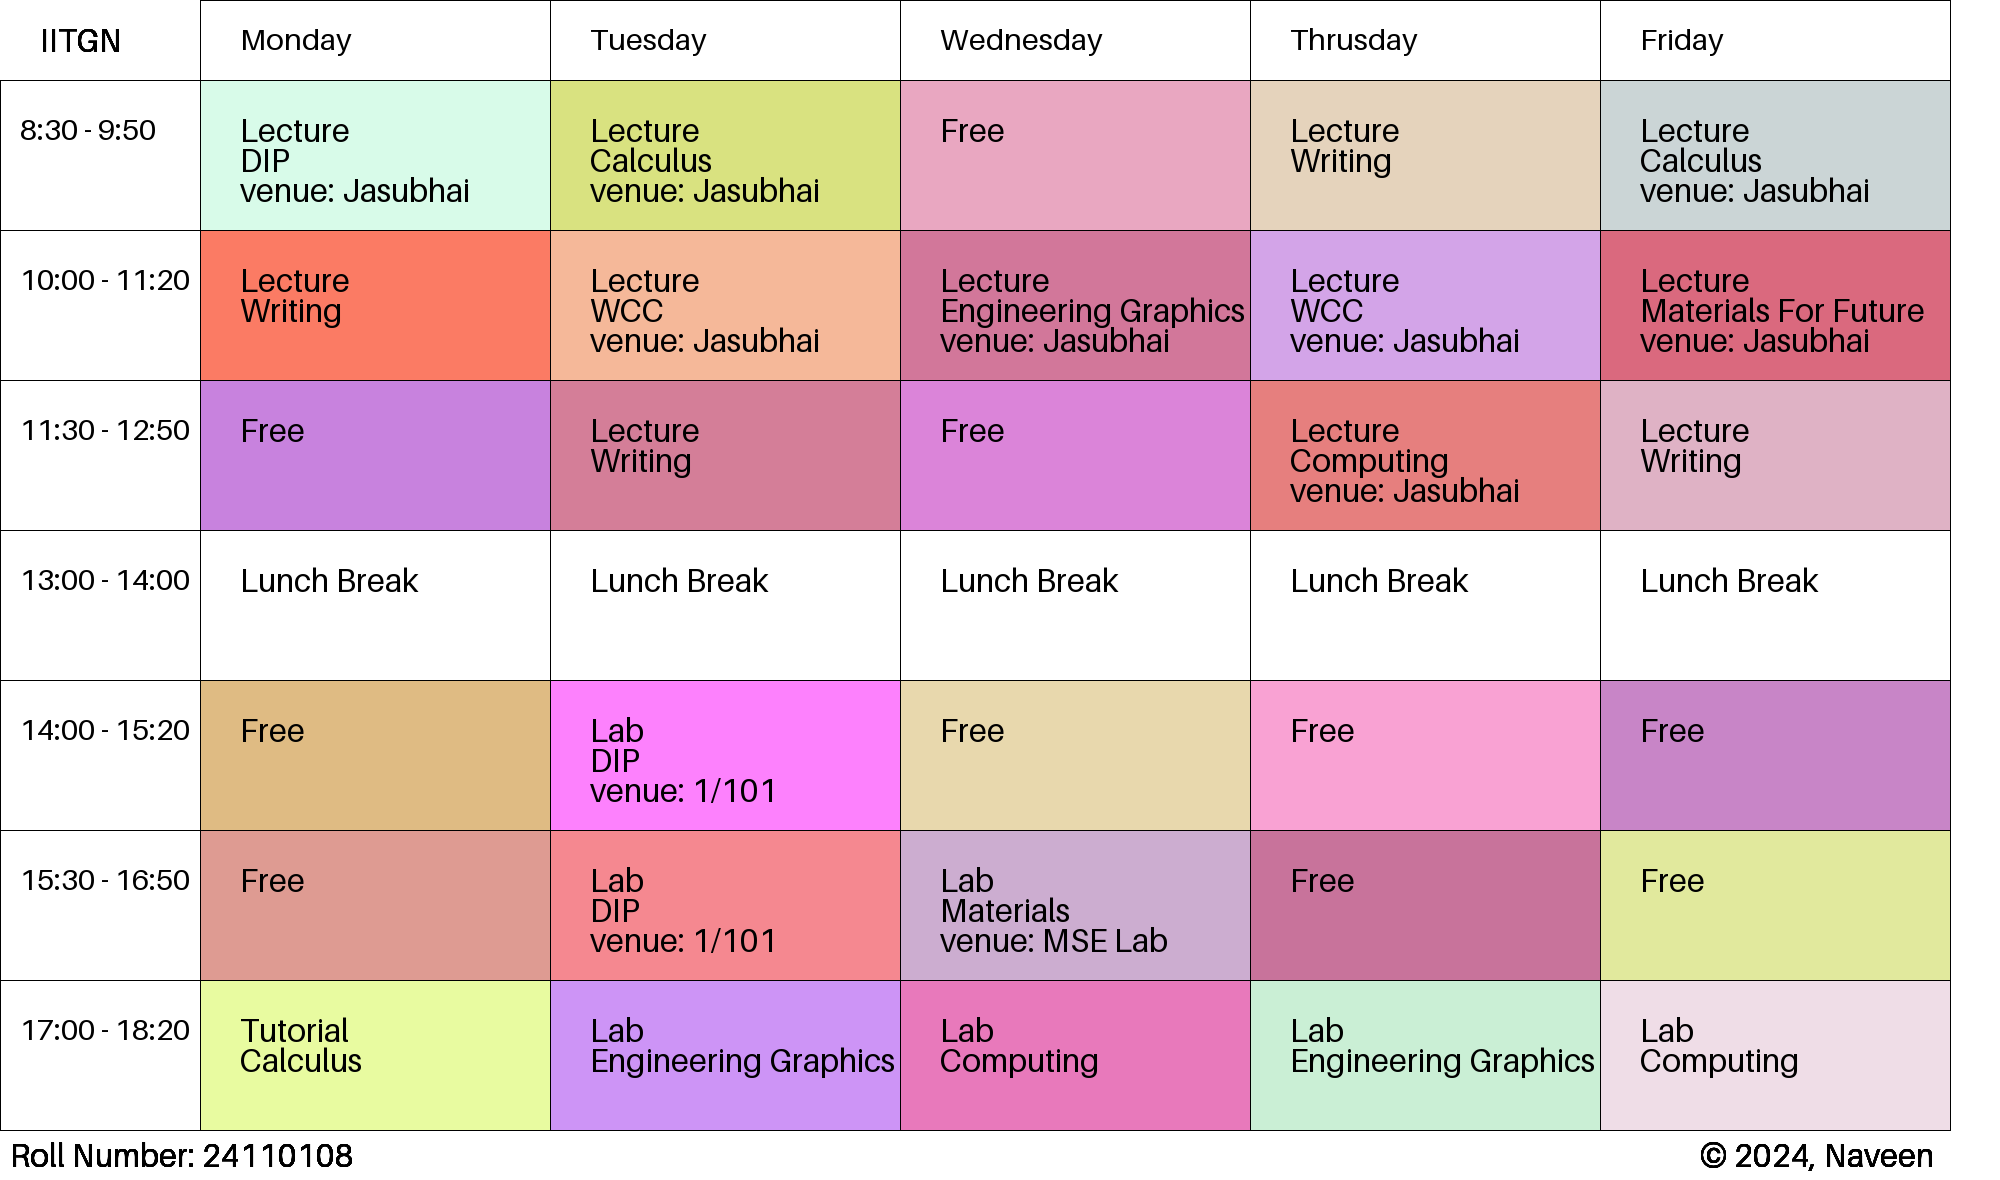 IITGN Monday Tuesday Wednesday Thrusday Friday
8:30 - 9:50
Lecture
DIP
venue: Jasubhai
Lecture
Calculus
venue: Jasubhai
Free
Lecture
Writing
Lecture
Calculus
venue: Jasubhai
10:00 - 11:20
Lecture
Writing
Lecture
WCC
venue: Jasubhai
Lecture
Engineering Graphics
venue: Jasubhai
Lecture
WCC
venue: Jasubhai
Lecture
Materials For Future
venue: Jasubhai
11:30 - 12:50
Free
Lecture
Writing
Free
Lecture
Computing
venue: Jasubhai
Lecture
Writing
13:00 - 14:00
Lunch Break
Lunch Break
Lunch Break
Lunch Break
Lunch Break
14:00 - 15:20
Free
Lab
DIP
venue: 1/101
Free
Free
Free
15:30 - 16:50
Free
Lab
DIP
venue: 1/101
Lab
Materials
venue: MSE Lab
Free
Free
17:00 - 18:20
Tutorial
Calculus
Lab
Engineering Graphics
Lab
Computing
Lab
Engineering Graphics
Lab
Computing
Roll Number: 24110108
© 2024, Naveen